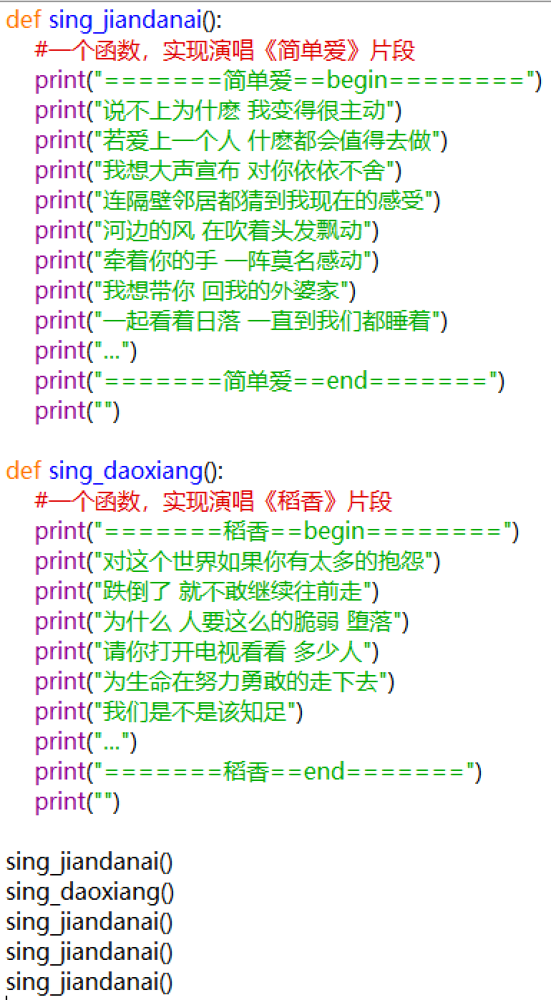 def sing_jiandanai():
    #一个函数，实现演唱《简单爱》片段
    print("=======简单爱==begin========")
    print("说不上为什麽 我变得很主动")
    print("若爱上一个人 什麽都会值得去做")
    print("我想大声宣布 对你依依不舍")
    print("连隔壁邻居都猜到我现在的感受")
    print("河边的风 在吹着头发飘动")
    print("牵着你的手 一阵莫名感动")
    print("我想带你 回我的外婆家")
    print("一起看着日落 一直到我们都睡着")
    print("...")
    print("=======简单爱==end=======")
    print("")

def sing_daoxiang():
    #一个函数，实现演唱《稻香》片段
    print("=======稻香==begin========")
    print("对这个世界如果你有太多的抱怨")
    print("跌倒了 就不敢继续往前走")
    print("为什么 人要这么的脆弱 堕落")
    print("请你打开电视看看 多少人")
    print("为生命在努力勇敢的走下去")
    print("我们是不是该知足")
    print("...")
    print("=======稻香==end=======")
    print("")

sing_jiandanai()
sing_daoxiang()
sing_jiandanai()
sing_jiandanai()
sing_jiandanai()